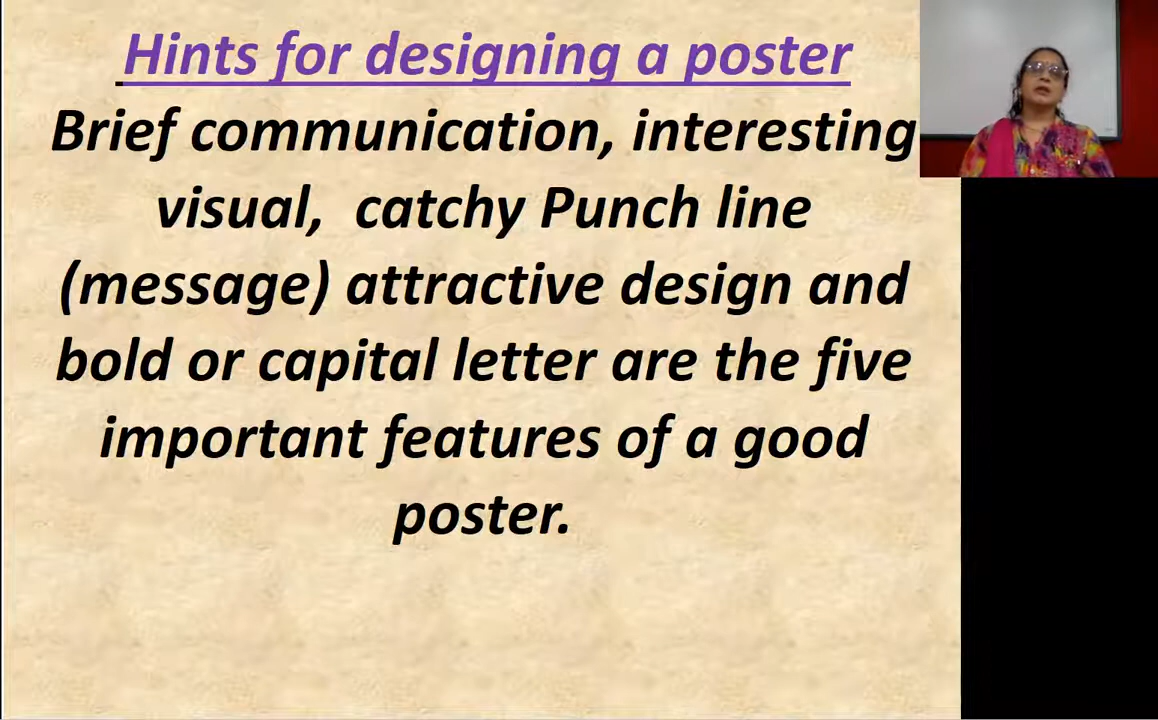 Hints for designing a poster
Brief communication, interesting
visual, catchy Punch line
(message) attractive design and
bold or capital letter are the five
important features of a good
poster.